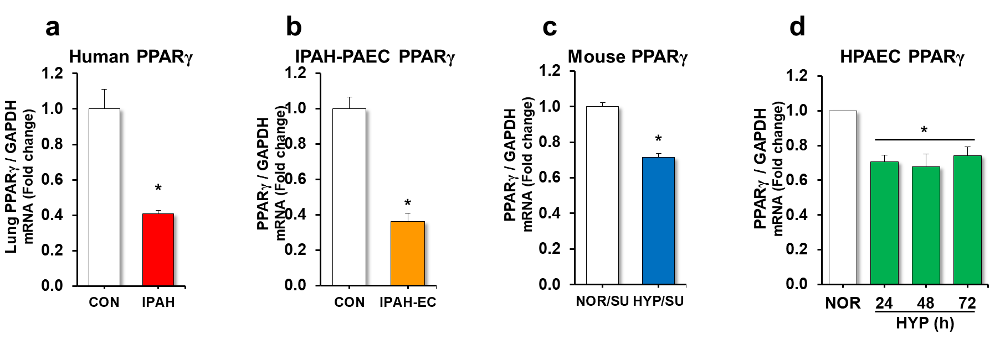 a
Human PPARγ
Lung PPARγ / GAPDH
mRNA (Fold change)
1.2
1.0
0.8
0.6
0.4
0.2
0.0
*
CON IPAH
b
IPAH-PAEC PPARγ
PPARγ / GAPDH
mRNA (Fold change)
1.2
1.0
0.8
0.6
0.4
0.2
0.0
*
CON IPAH-EC
c
Mouse PPARγ
PPARγ / GAPDH
mRNA (Fold change)
1.2
1.0
0.8
0.6
0.4
0.2
0.0
*
NOR/SU HYP/SU
d
HPAEC PPARγ
PPARγ / GAPDH
mRNA (Fold change)
1.2
1.0
0.8
0.6
0.4
0.2
0.0
*
NOR 24 48 72
HYP (h)